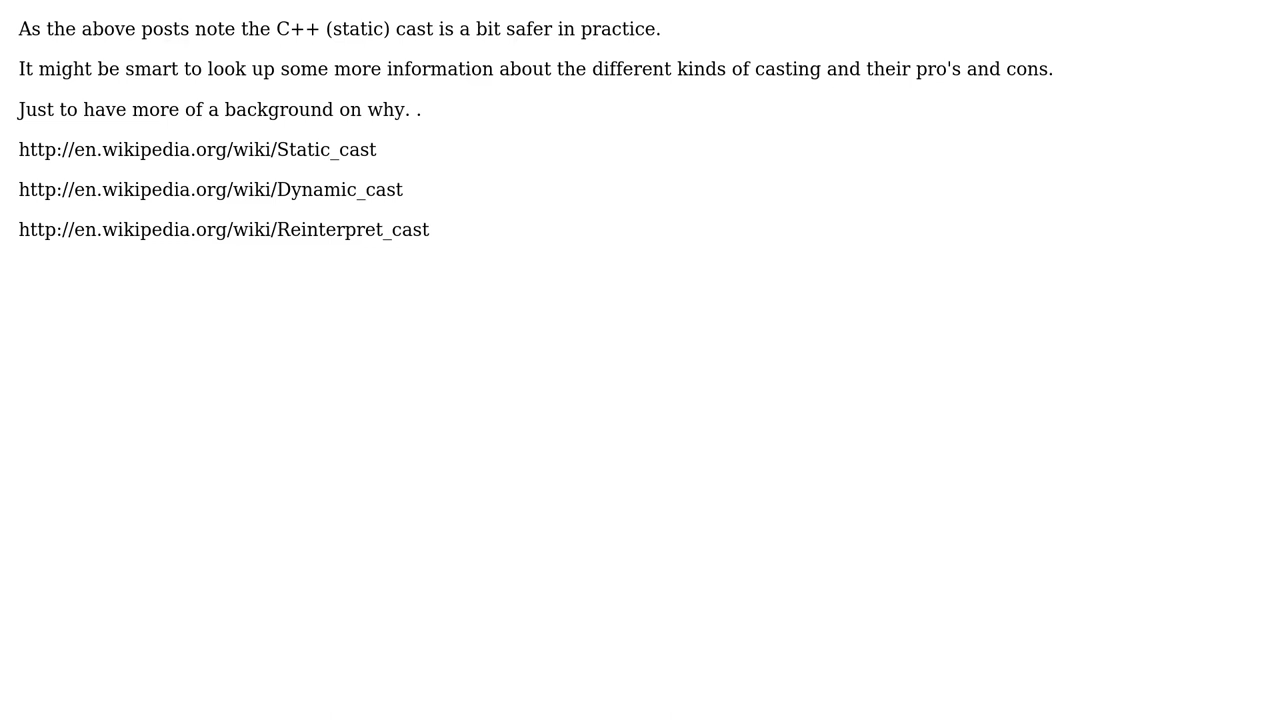 As the above posts note the C++ (static) cast is a bit safer in practice.
It might be smart to look up some more information about the different kinds of casting and their pro's and cons.
Just to have more of a background on why. .
http://en.wikipedia.org/wiki/Static_cast
http://en.wikipedia.org/wiki/Dynamic_cast
http://en.wikipedia.org/wiki/Reinterpret_cast